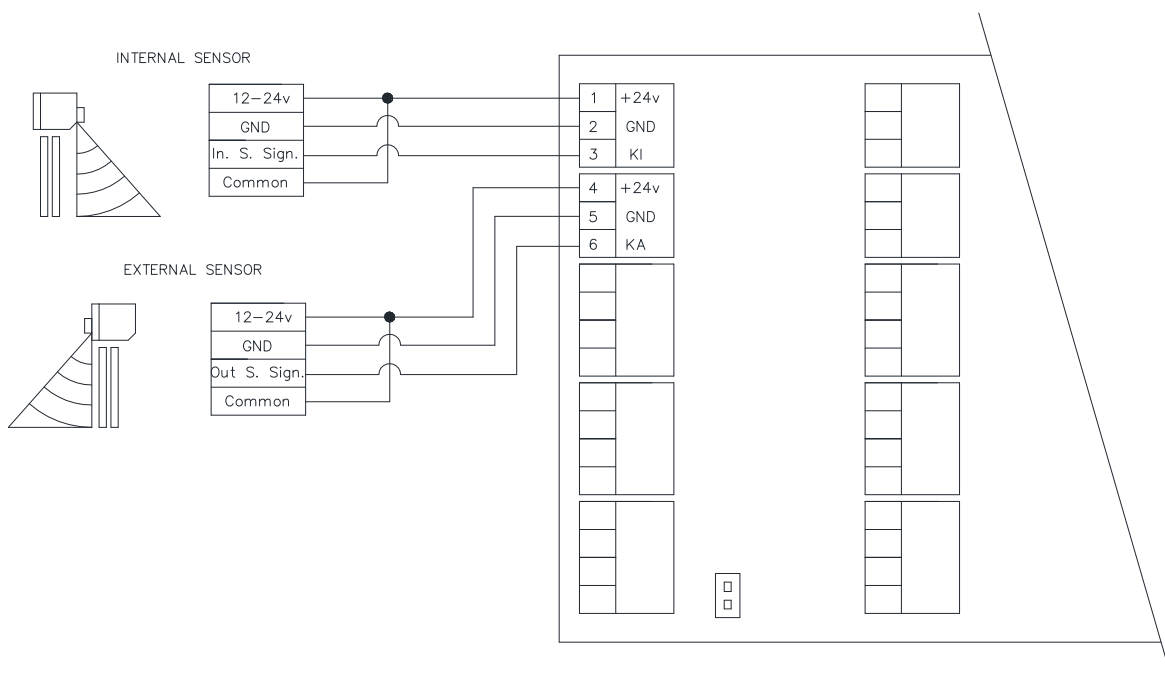 INTERNAL SENSOR
12-24v
GND
In. S. Sign.
Common
1 +24v
2 GND
3 KI
4 +24v
5 GND
6 KA
EXTERNAL SENSOR
12-24v
GND
Out S. Sign.
Common